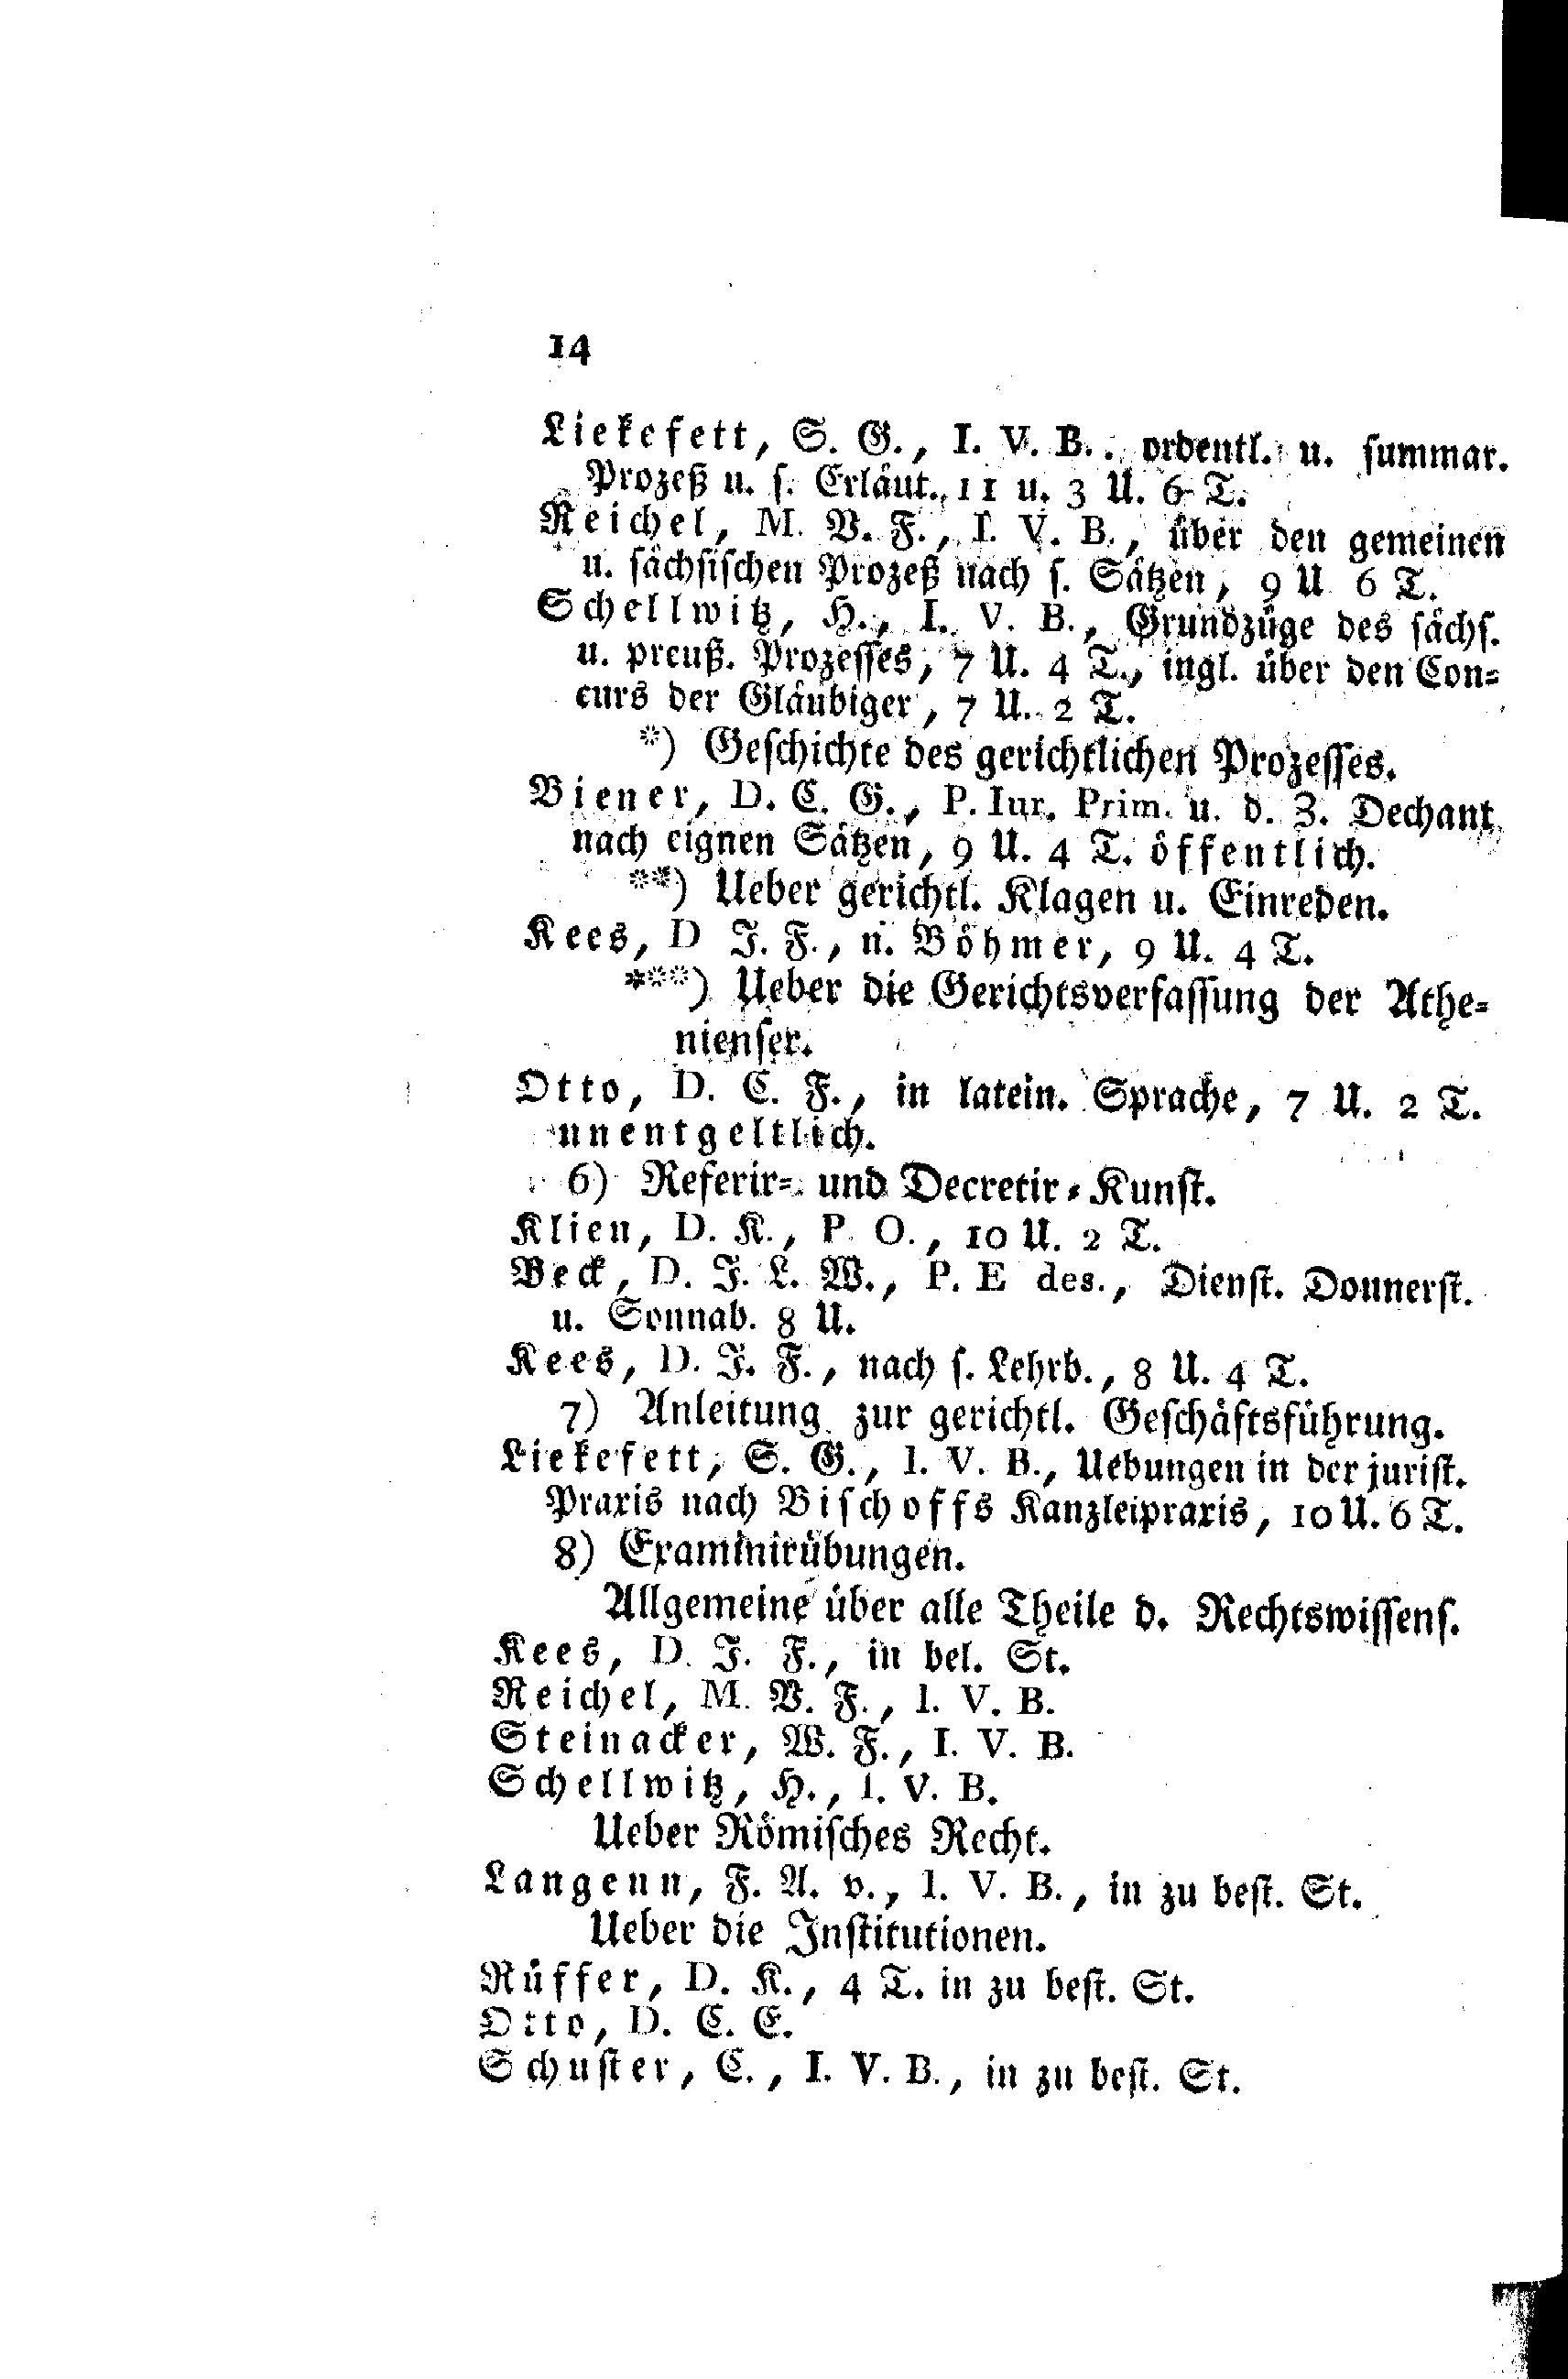 14
Liekefett, S. G., I. V. B., ordentl. u. summar.
Prozeß u. s. Erläut., 11 u. 3 U. 6 T.
Reichel, M. V. F., I. V. B., über den gemeinen
u. sächsischen Prozeß nach s. Sätzen, 9 U. 6 T.
Schellwitz, H., I. V. B., Grundzüge des sächs.
u. preuß. Prozesses, 7 U. 4 T., ingl. über den Con-
curs der Gläubiger, 7 U. 2 T.
*) Geschichte des gerichtlichen Prozesses.
Biener, D. C. G., P. Iur. Prim. u. d. Z. Dechant,
nach eignen Sätzen, 9 U. 4 T. öffentlich.
**) Ueber gerichtl. Klagen u. Einreden.
Kees, D. J. F., n. Böhmer, 9 U. 4 T.
***) Ueber die Gerichtsverfassung der Athe-
nienser.
Otto, D. C. F., in latein. Sprache, 7 U. 2 T.
unentgeltlich.
6) Referir- und Decretir-Kunst.
Klien, D. K., P. O., 10 U. 2 T.
Beck, D. J. L. W., P. E. des., Dienst. Donnerst.
u. Sonnab. 8 U.
Kees, D. J. F., nach s. Lehrb., 8 U. 4 T.
7) Anleitung zur gerichtl. Geschäftsführung.
Liekefett, S. G., I. V. B., Uebungen in der jurist.
Praxis nach Bischoffs Kanzleipraxis, 10 U. 6 T.
8) Examinirübungen.
Allgemeine über alle Theile d. Rechtswissens.
Kees, D. J. F., in bel. St.
Reichel, M. V. F., I. V. B.
Steinacker, W. F., I. V. B.
Schellwitz, H., I. V. B.
Ueber Römisches Recht.
Langenn, F. A. v., I. V. B., in zu best. St.
Ueber die Institutionen.
Rüffer, D. K., 4 T. in zu best. St.
Otto, D. C. E.
Schuster, C., I. V. B., in zu best. St.